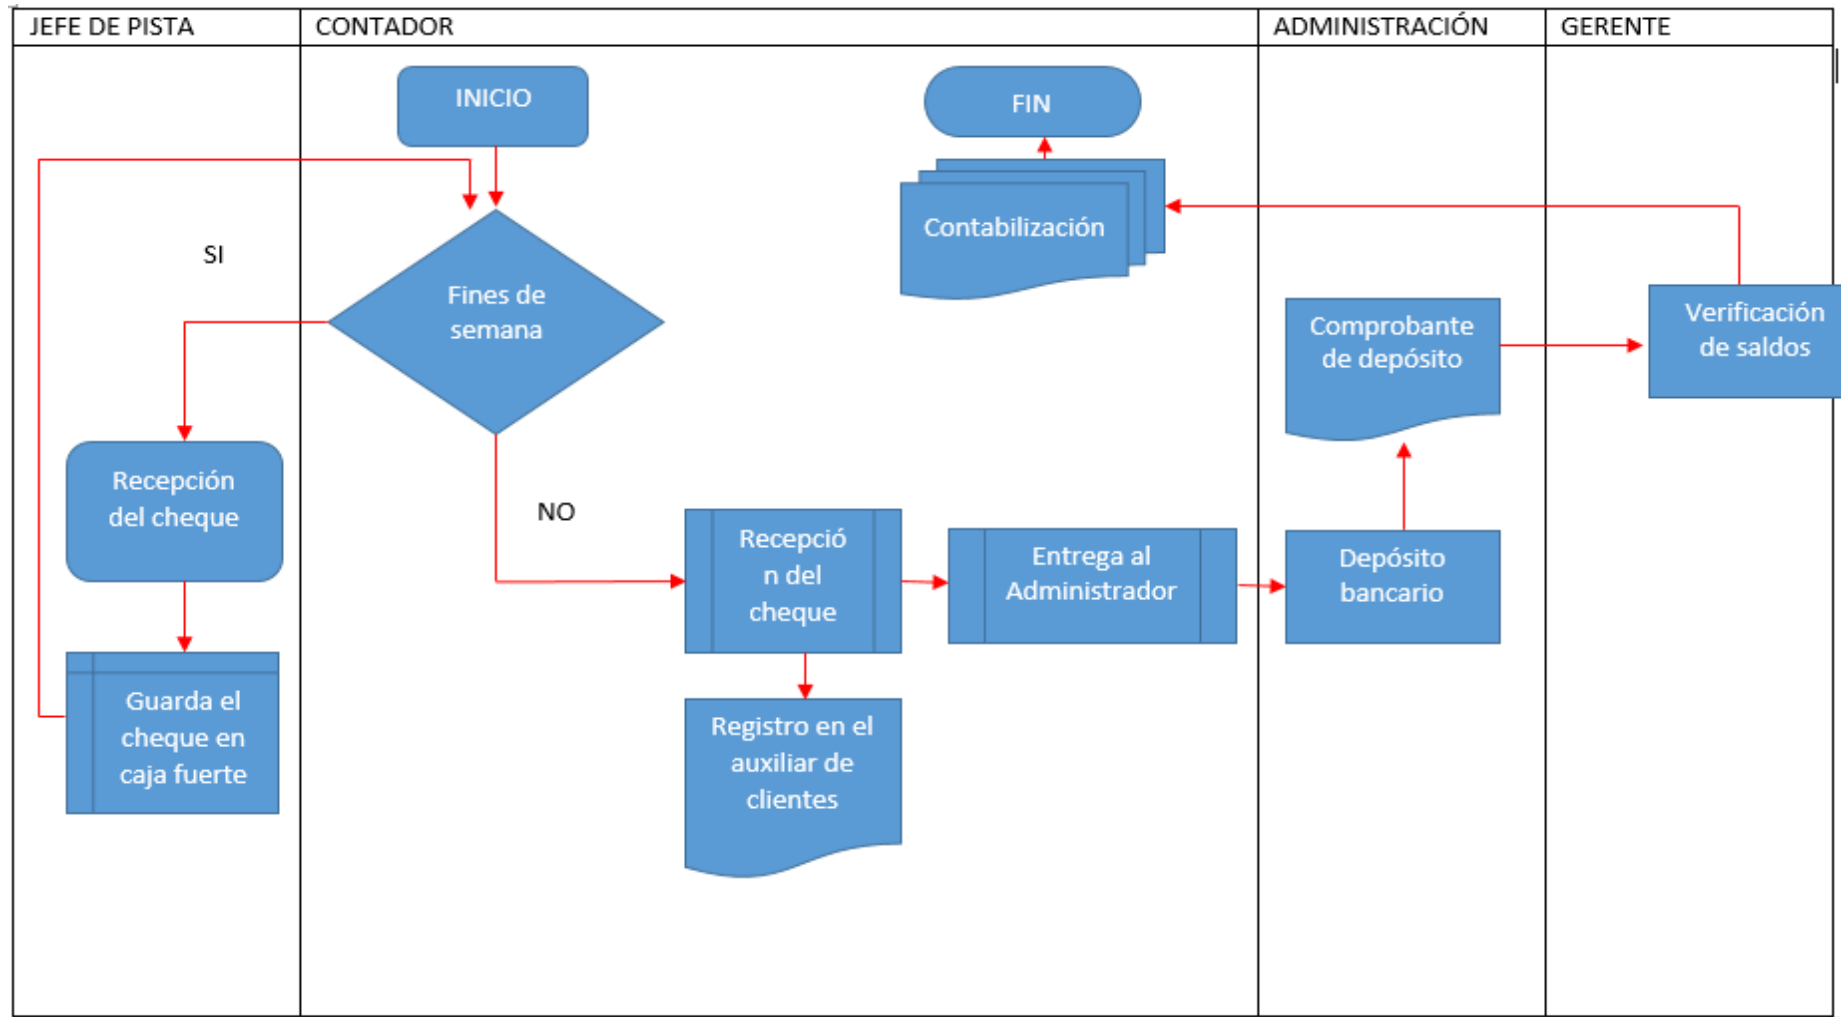 JEFE DE PISTA
CONTADOR
ADMINISTRACIÓN
GERENTE
INICIO
FIN
Contabilización
SI
Fines de
semana
Comprobante
de depósito
Verificación
de saldos
Recepción
del cheque
NO
Recepció
n del
cheque
Entrega al
Administrador
Depósito
bancario
Guarda el
cheque en
caja fuerte
Registro en el
auxiliar de
clientes